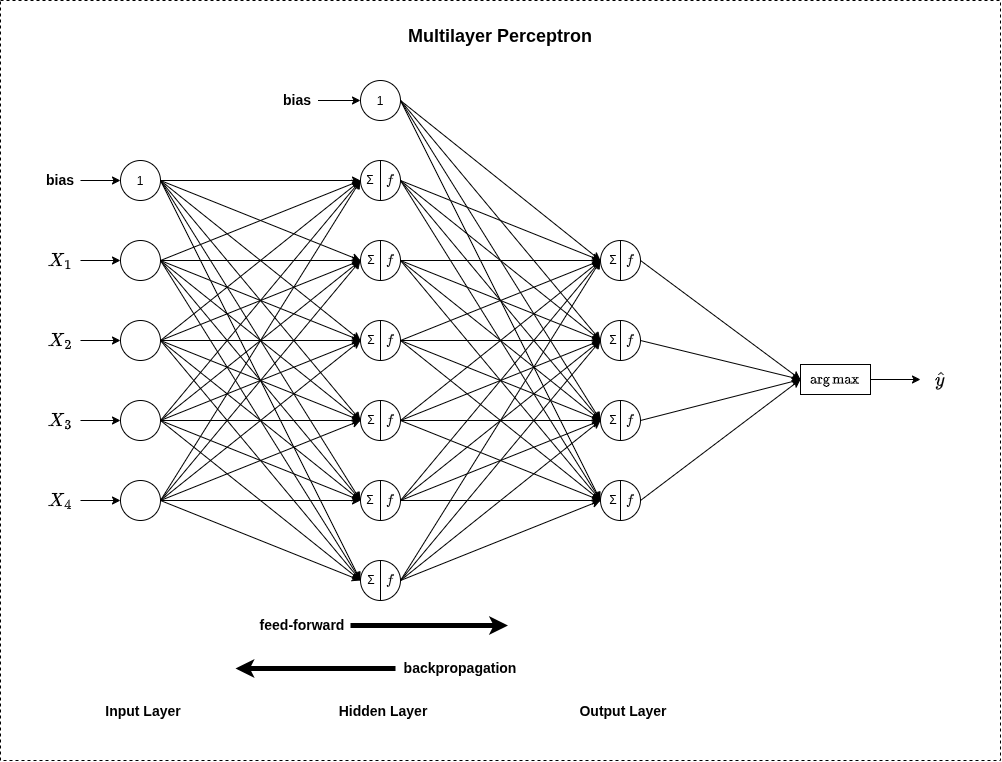 Multilayer Perceptron
bias 1
bias 1 Σ f
X₁ Σ f Σ f
X₂ Σ f Σ f
arg max ŷ
X₃ Σ f Σ f
X₄ Σ f Σ f
Σ f
feed-forward
backpropagation
Input Layer Hidden Layer Output Layer